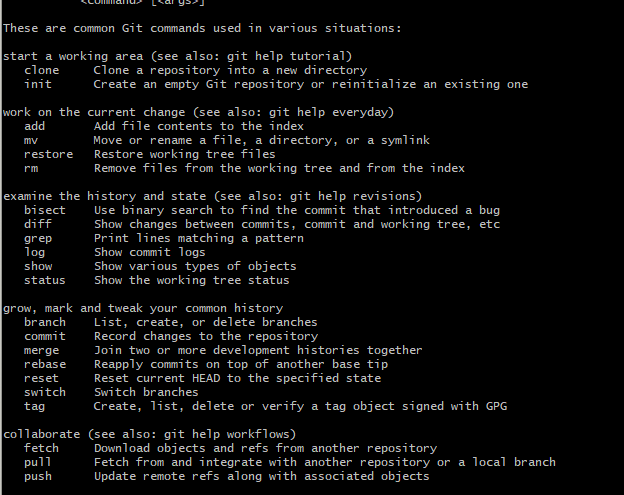 <command> [<args>]
These are common Git commands used in various situations:
start a working area (see also: git help tutorial)
clone Clone a repository into a new directory
init Create an empty Git repository or reinitialize an existing one
work on the current change (see also: git help everyday)
add Add file contents to the index
mv Move or rename a file, a directory, or a symlink
restore Restore working tree files
rm Remove files from the working tree and from the index
examine the history and state (see also: git help revisions)
bisect Use binary search to find the commit that introduced a bug
diff Show changes between commits, commit and working tree, etc
grep Print lines matching a pattern
log Show commit logs
show Show various types of objects
status Show the working tree status
grow, mark and tweak your common history
branch List, create, or delete branches
commit Record changes to the repository
merge Join two or more development histories together
rebase Reapply commits on top of another base tip
reset Reset current HEAD to the specified state
switch Switch branches
tag Create, list, delete or verify a tag object signed with GPG
collaborate (see also: git help workflows)
fetch Download objects and refs from another repository
pull Fetch from and integrate with another repository or a local branch
push Update remote refs along with associated objects